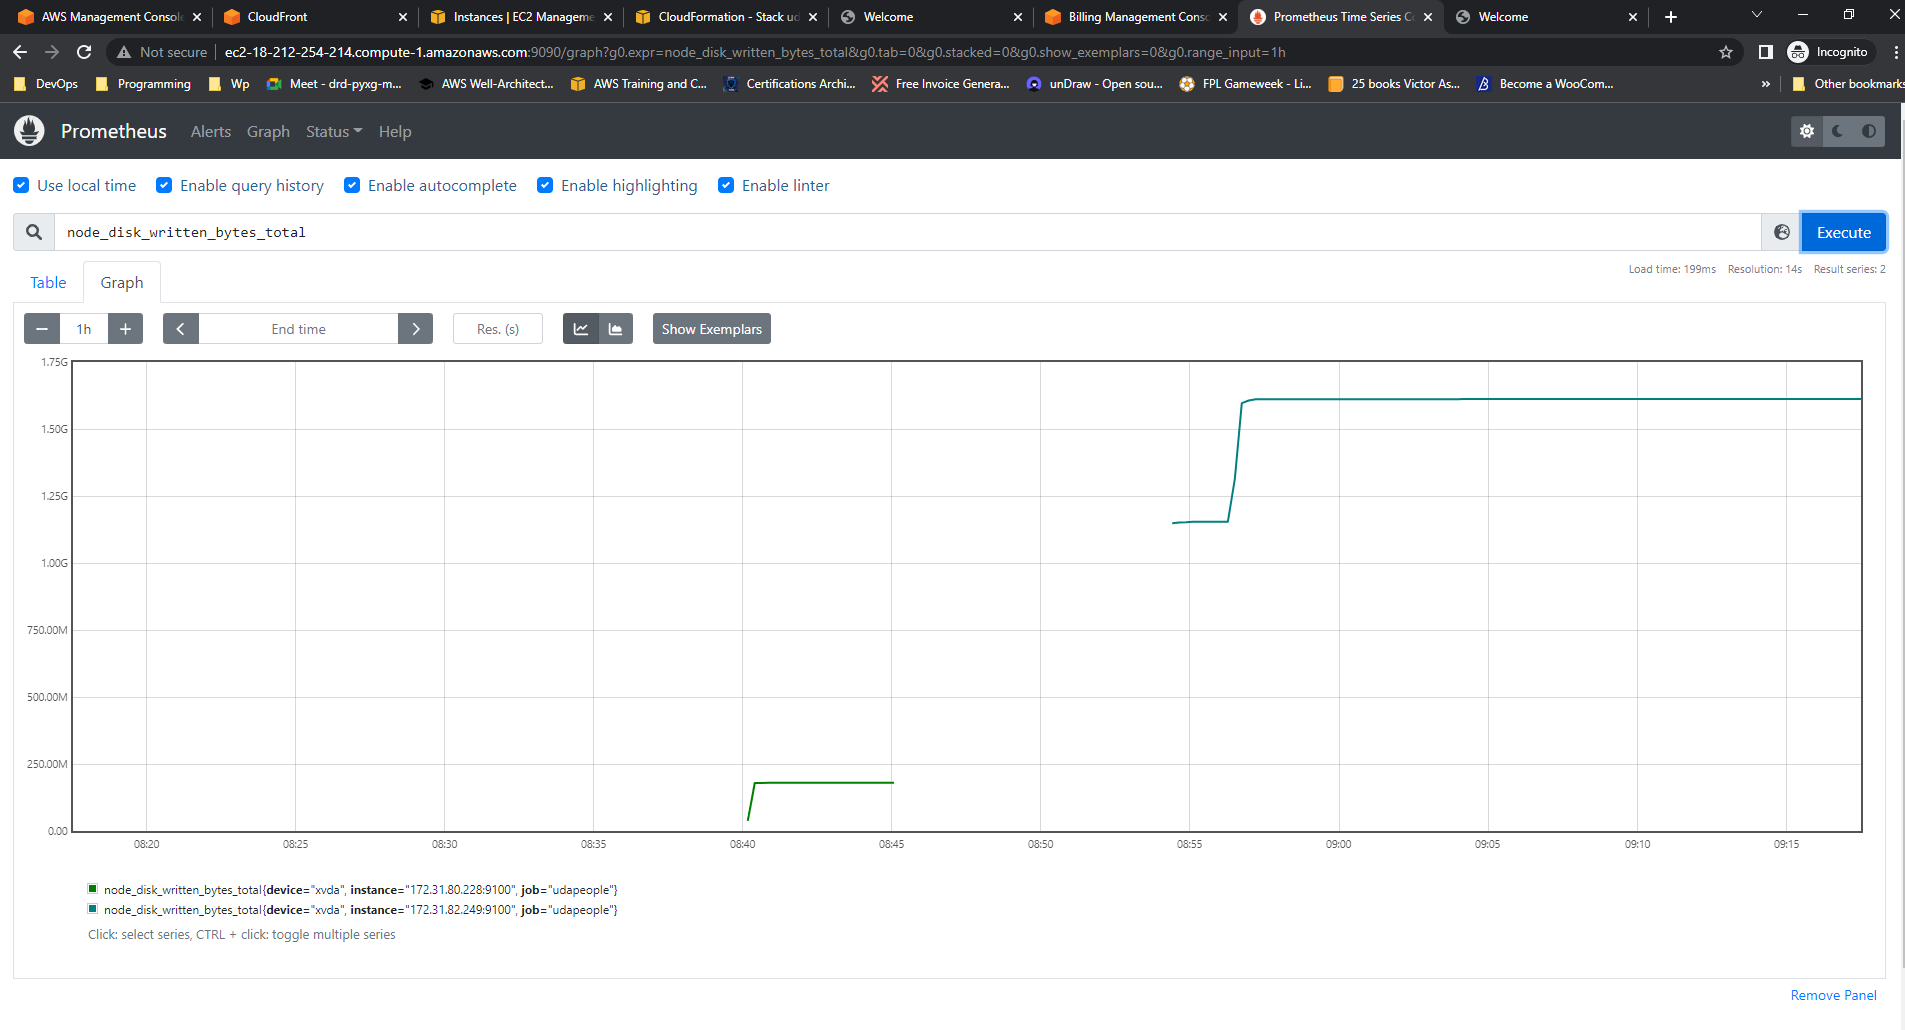 AWS Management Consol
CloudFront
Instances | EC2 Manageme
CloudFormation - Stack ud
Welcome
Billing Management Consc
Prometheus Time Series C
Welcome
Not secure
ec2-18-212-254-214.compute-1.amazonaws.com:9090/graph?g0.expr=node_disk_written_bytes_total&g0.tab=0&g0.stacked=0&g0.show_exemplars=0&g0.range_input=1h
Incognito
DevOps
Programming
Wp
Meet - drd-pyxg-m...
AWS Well-Architect...
AWS Training and C...
Certifications Archi...
Free Invoice Genera...
unDraw - Open sou...
FPL Gameweek - Li...
25 books Victor As...
Become a WooCom...
»
Other bookmarks
Prometheus
Alerts
Graph
Status
Help
Use local time
Enable query history
Enable autocomplete
Enable highlighting
Enable linter
node_disk_written_bytes_total
Execute
Load time: 199ms
Resolution: 14s
Result series: 2
Table
Graph
1h
End time
Res. (s)
Show Exemplars
1.75G
1.50G
1.25G
1.00G
750.00M
500.00M
250.00M
0.00
08:20
08:25
08:30
08:35
08:40
08:45
08:50
08:55
09:00
09:05
09:10
09:15
node_disk_written_bytes_total{device="xvda", instance="172.31.80.228:9100", job="udapeople"}
node_disk_written_bytes_total{device="xvda", instance="172.31.82.249:9100", job="udapeople"}
Click: select series, CTRL + click: toggle multiple series
Remove Panel